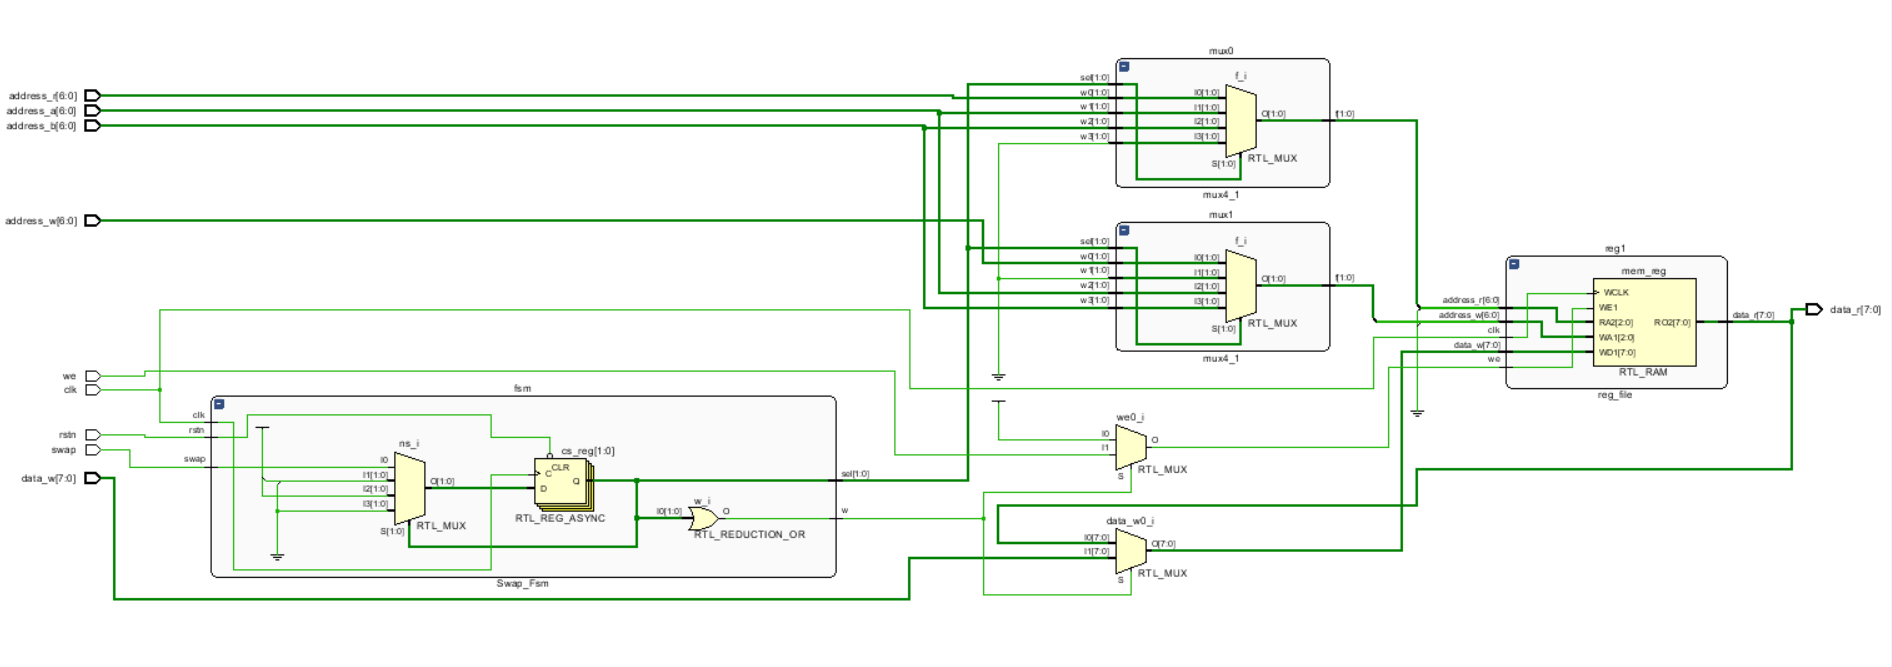 mux0
f_i
sel[1:0]
address_r[6:0]
w0[1:0]
I0[1:0]
address_a[6:0]
w1[1:0]
I1[1:0]
O[1:0]
f[1:0]
address_b[6:0]
w2[1:0]
I2[1:0]
w3[1:0]
I3[1:0]
S[1:0]
RTL_MUX
mux4_1
mux1
address_w[6:0]
f_i
sel[1:0]
w0[1:0]
I0[1:0]
w1[1:0]
I1[1:0]
O[1:0]
f[1:0]
w2[1:0]
I2[1:0]
w3[1:0]
I3[1:0]
S[1:0]
RTL_MUX
mux4_1
reg1
mem_reg
WCLK
address_r[6:0]
WE1
address_w[6:0]
RA2[2:0]
RO2[7:0]
data_r[7:0]
data_r[7:0]
clk
WA1[2:0]
data_w[7:0]
WD1[7:0]
we
RTL_RAM
reg_file
we
clk
rstn
swap
data_w[7:0]
fsm
clk
rstn
swap
ns_i
I0
I1[1:0]
I2[1:0]
I3[1:0]
O[1:0]
S[1:0]
RTL_MUX
cs_reg[1:0]
CLR
C
Q
D
RTL_REG_ASYNC
w_i
I0[1:0]
O
RTL_REDUCTION_OR
sel[1:0]
w
Swap_Fsm
we0_i
I0
I1
O
S
RTL_MUX
data_w0_i
I0[7:0]
I1[7:0]
O[7:0]
S
RTL_MUX